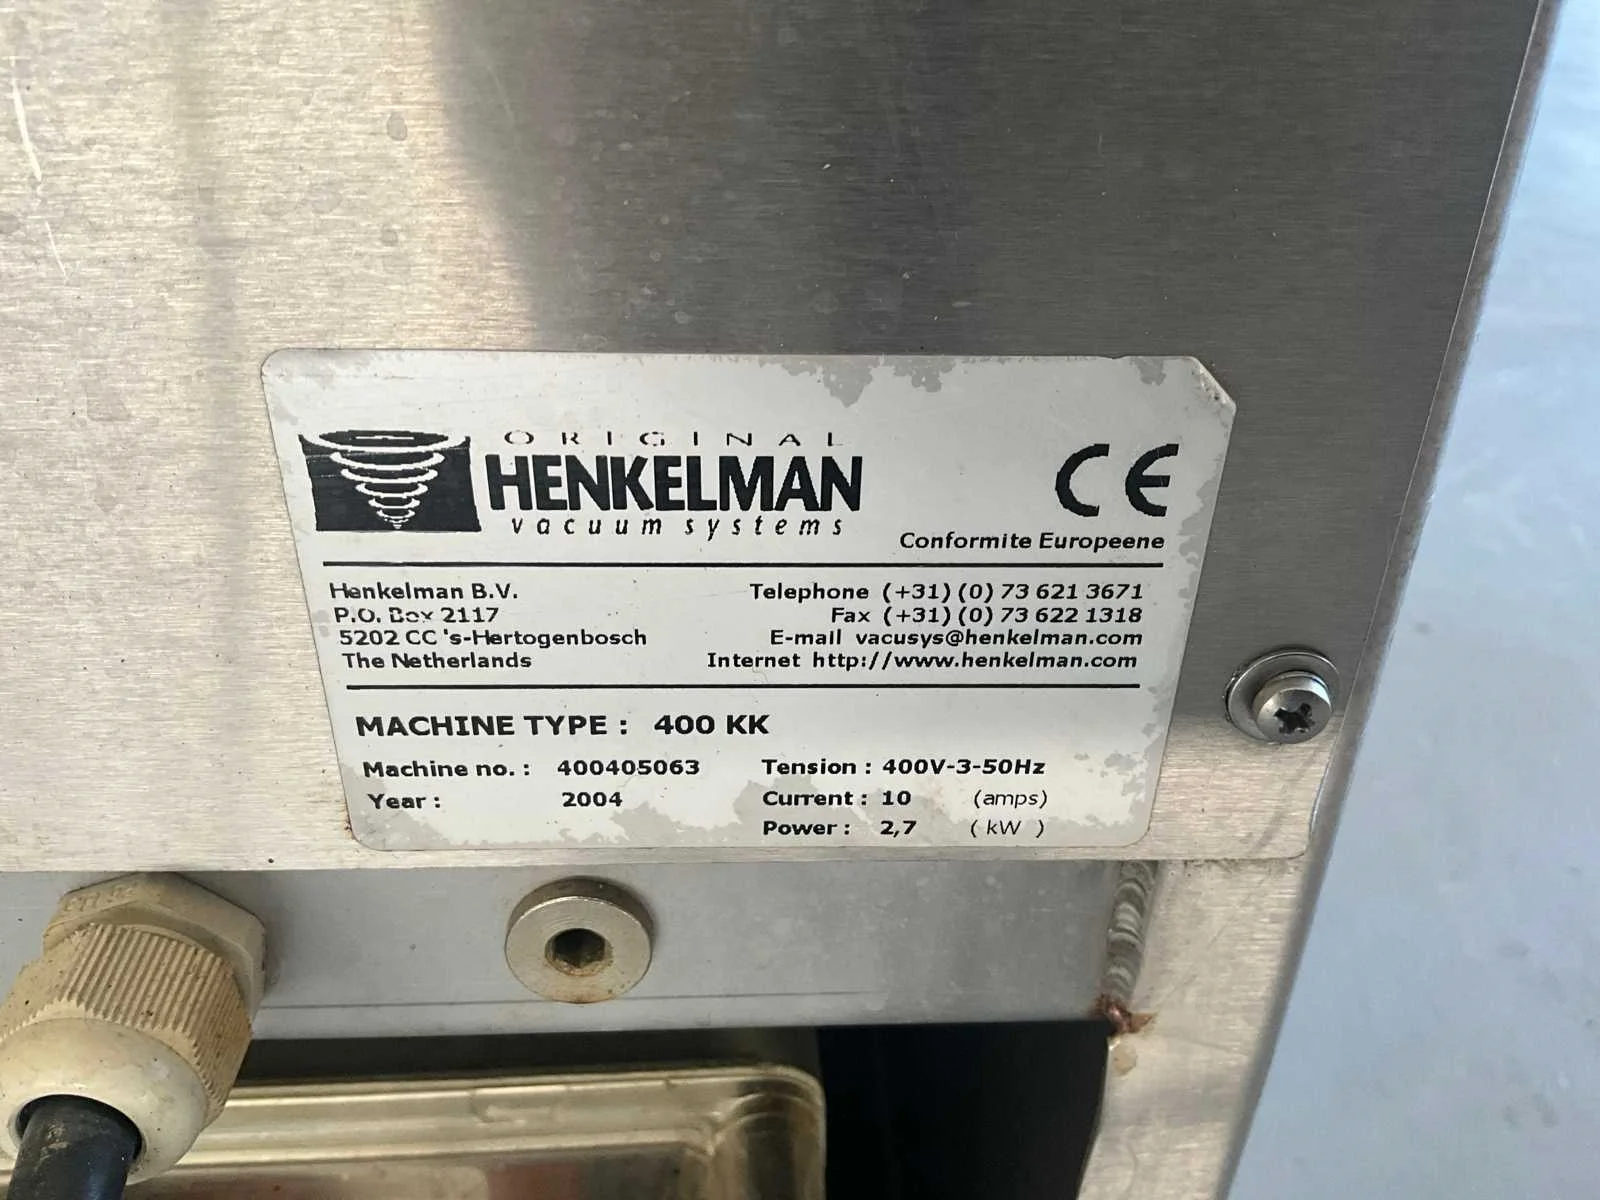 ORIGINAL
HENKELMAN
vacuum systems
CE
Conformite Europeene
Henkelman B.V.
P.O. Box 2117
5202 CC 's-Hertogenbosch
The Netherlands
Telephone (+31) (0) 73 621 3671
Fax (+31) (0) 73 622 1318
E-mail vacusys@henkelman.com
Internet http://www.henkelman.com
MACHINE TYPE : 400 KK
Machine no. : 400405063
Year : 2004
Tension : 400V-3-50Hz
Current : 10 (amps)
Power : 2,7 ( kW )